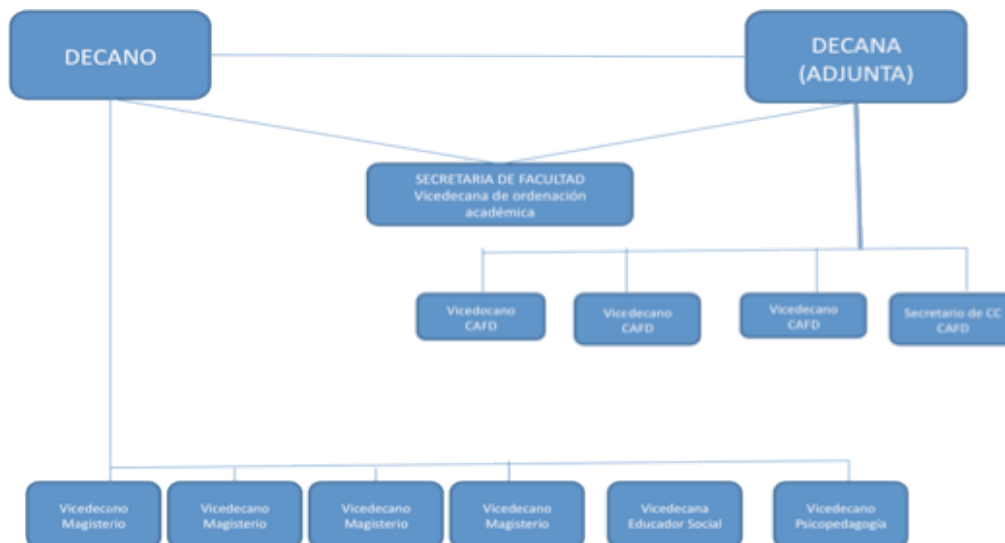 DECANO
DECANA
(ADJUNTA)
SECRETARIA DE FACULTAD
Vicedecana de ordenación
académica
Vicedecano
CAFD
Vicedecano
CAFD
Vicedecano
CAFD
Secretario de CC
CAFD
Vicedecano
Magisterio
Vicedecano
Magisterio
Vicedecano
Magisterio
Vicedecano
Magisterio
Vicedecana
Educador Social
Vicedecano
Psicopedagogía